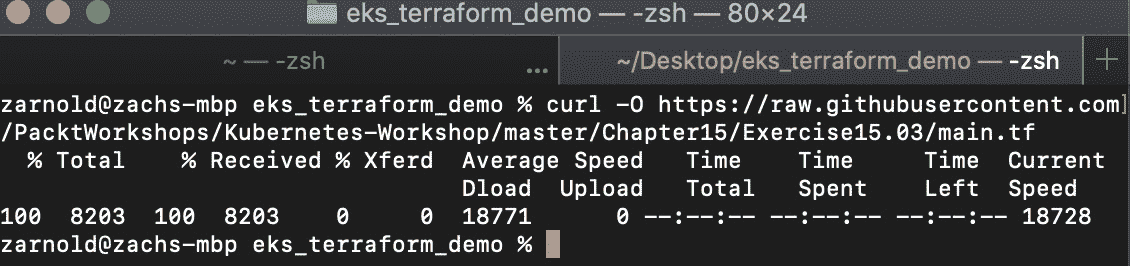 eks_terraform_demo — -zsh — 80×24
~ — -zsh ... ~/Desktop/eks_terraform_demo — -zsh +
zarnold@zachs-mbp eks_terraform_demo % curl -O https://raw.githubusercontent.com]
/PacktWorkshops/Kubernetes-Workshop/master/Chapter15/Exercise15.03/main.tf
  % Total    % Received % Xferd  Average Speed   Time    Time     Time  Current
                                 Dload  Upload   Total   Spent    Left  Speed
100  8203  100  8203    0     0  18771      0 --:--:-- --:--:-- --:--:-- 18728
zarnold@zachs-mbp eks_terraform_demo %